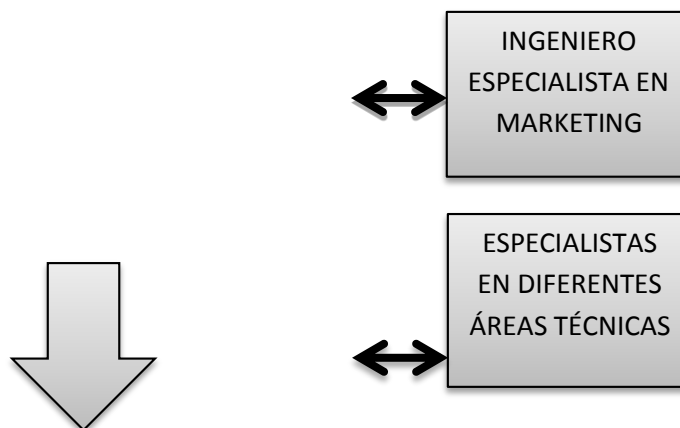 INGENIERO
ESPECIALISTA EN
MARKETING
ESPECIALISTAS
EN DIFERENTES
ÁREAS TÉCNICAS